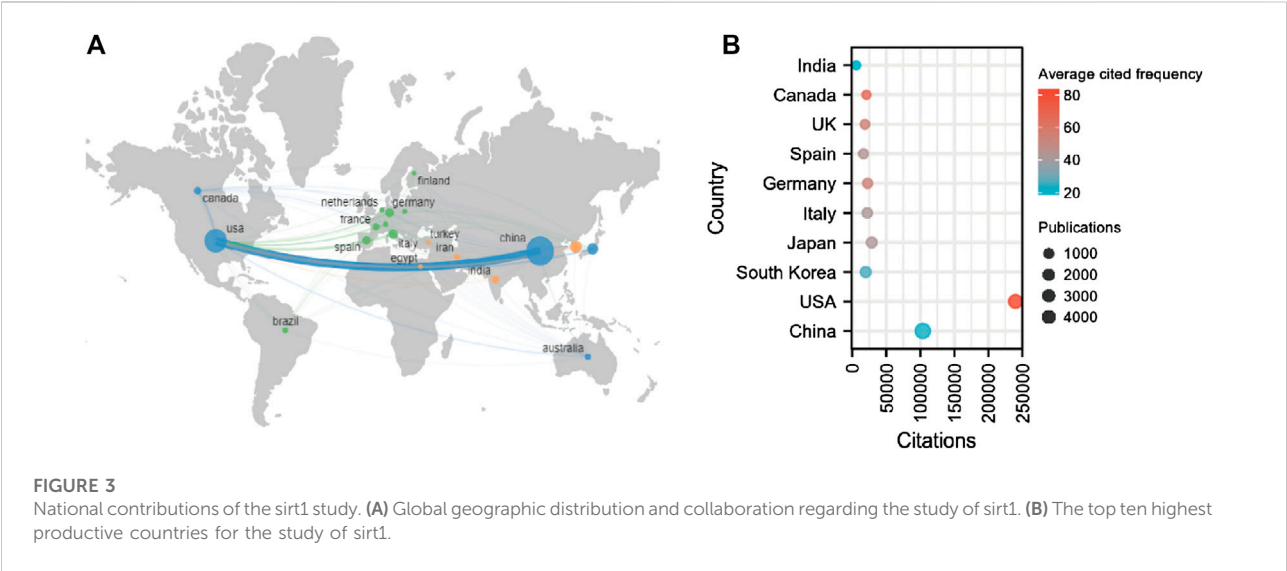 A
finland
canada
netherlands
germany
france
usa
turkey
china
spain
italy
iran
egypt
india
brazil
australia
B
India
Canada
UK
Spain
Germany
Italy
Japan
South Korea
USA
China
Country
0
50000
100000
150000
200000
250000
Citations
Average cited frequency
80
60
40
20
Publications
1000
2000
3000
4000
FIGURE 3
National contributions of the sirt1 study. (A) Global geographic distribution and collaboration regarding the study of sirt1. (B) The top ten highest
productive countries for the study of sirt1.